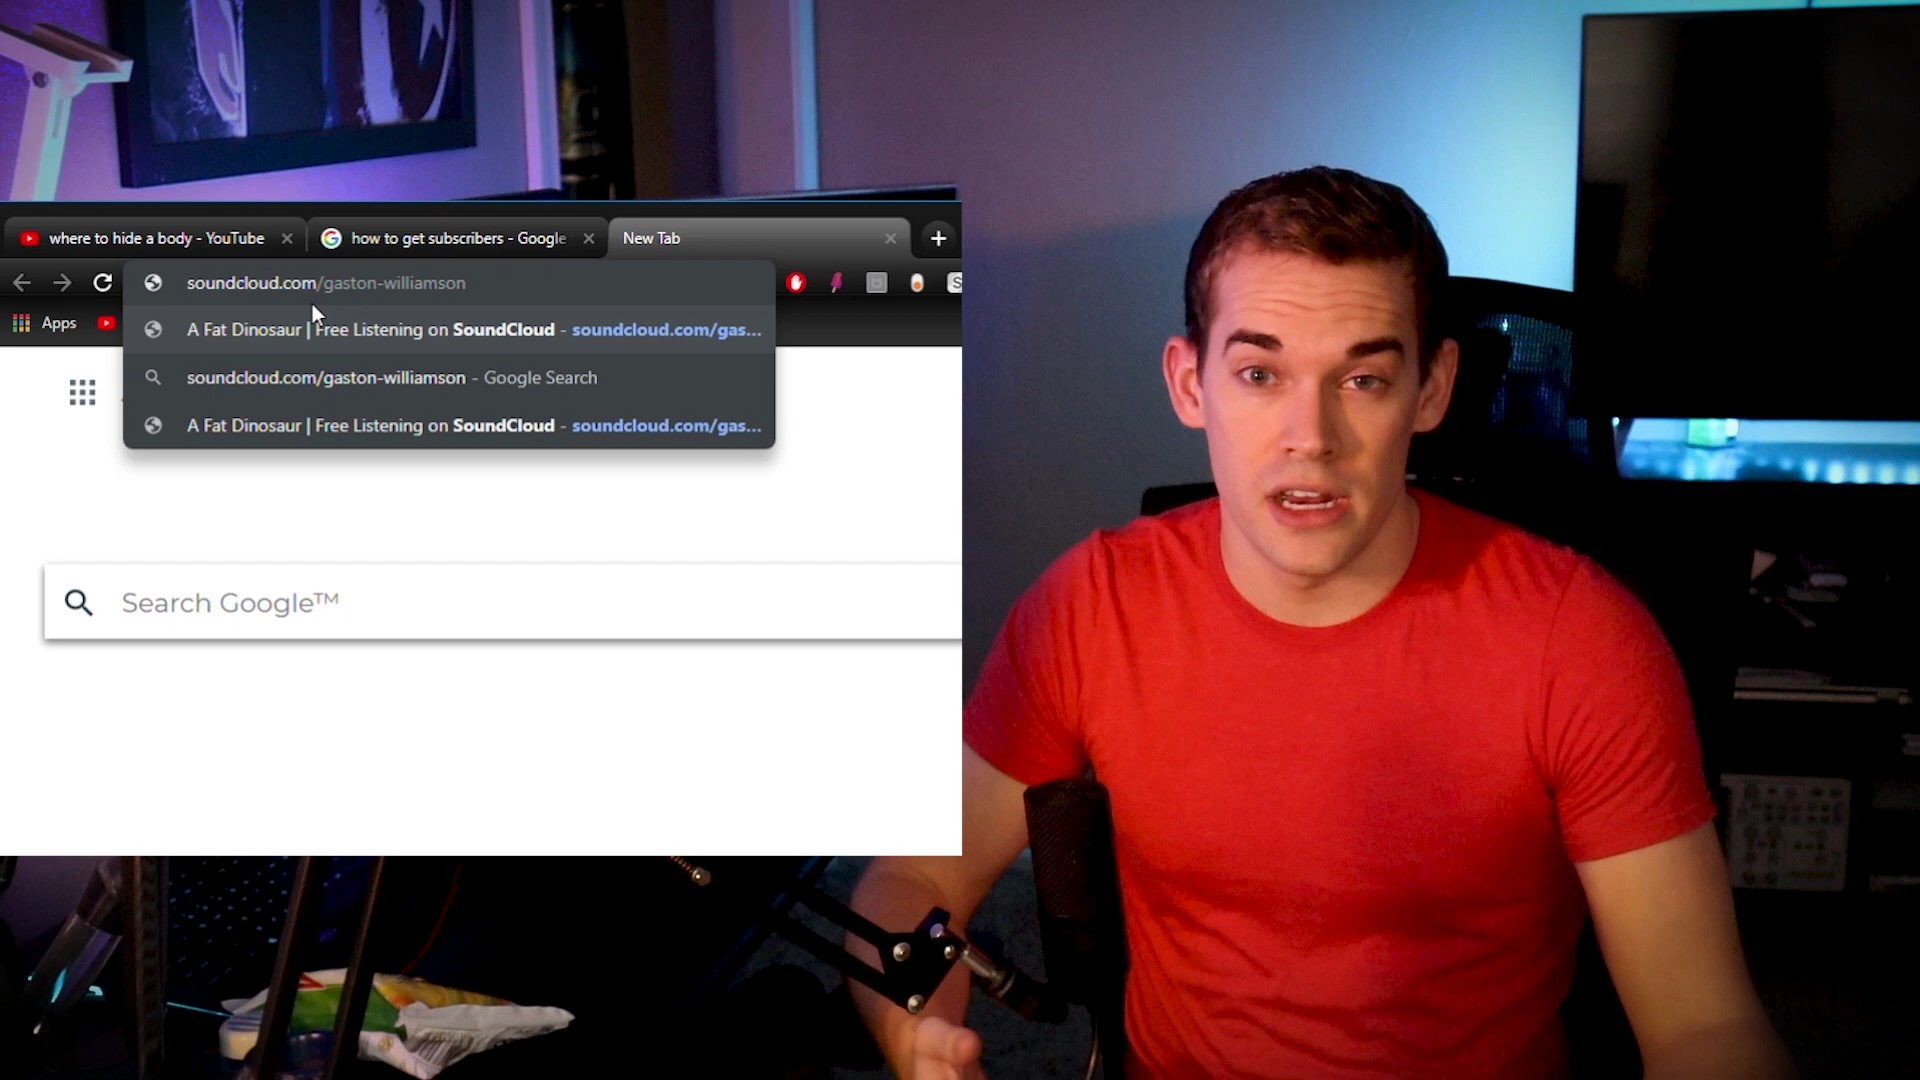 where to hide a body - YouTube
how to get subscribers - Google
New Tab
soundcloud.com/gaston-williamson
Apps
A Fat Dinosaur | Free Listening on SoundCloud - soundcloud.com/gas...
soundcloud.com/gaston-williamson - Google Search
A Fat Dinosaur | Free Listening on SoundCloud - soundcloud.com/gas...
Search Google™